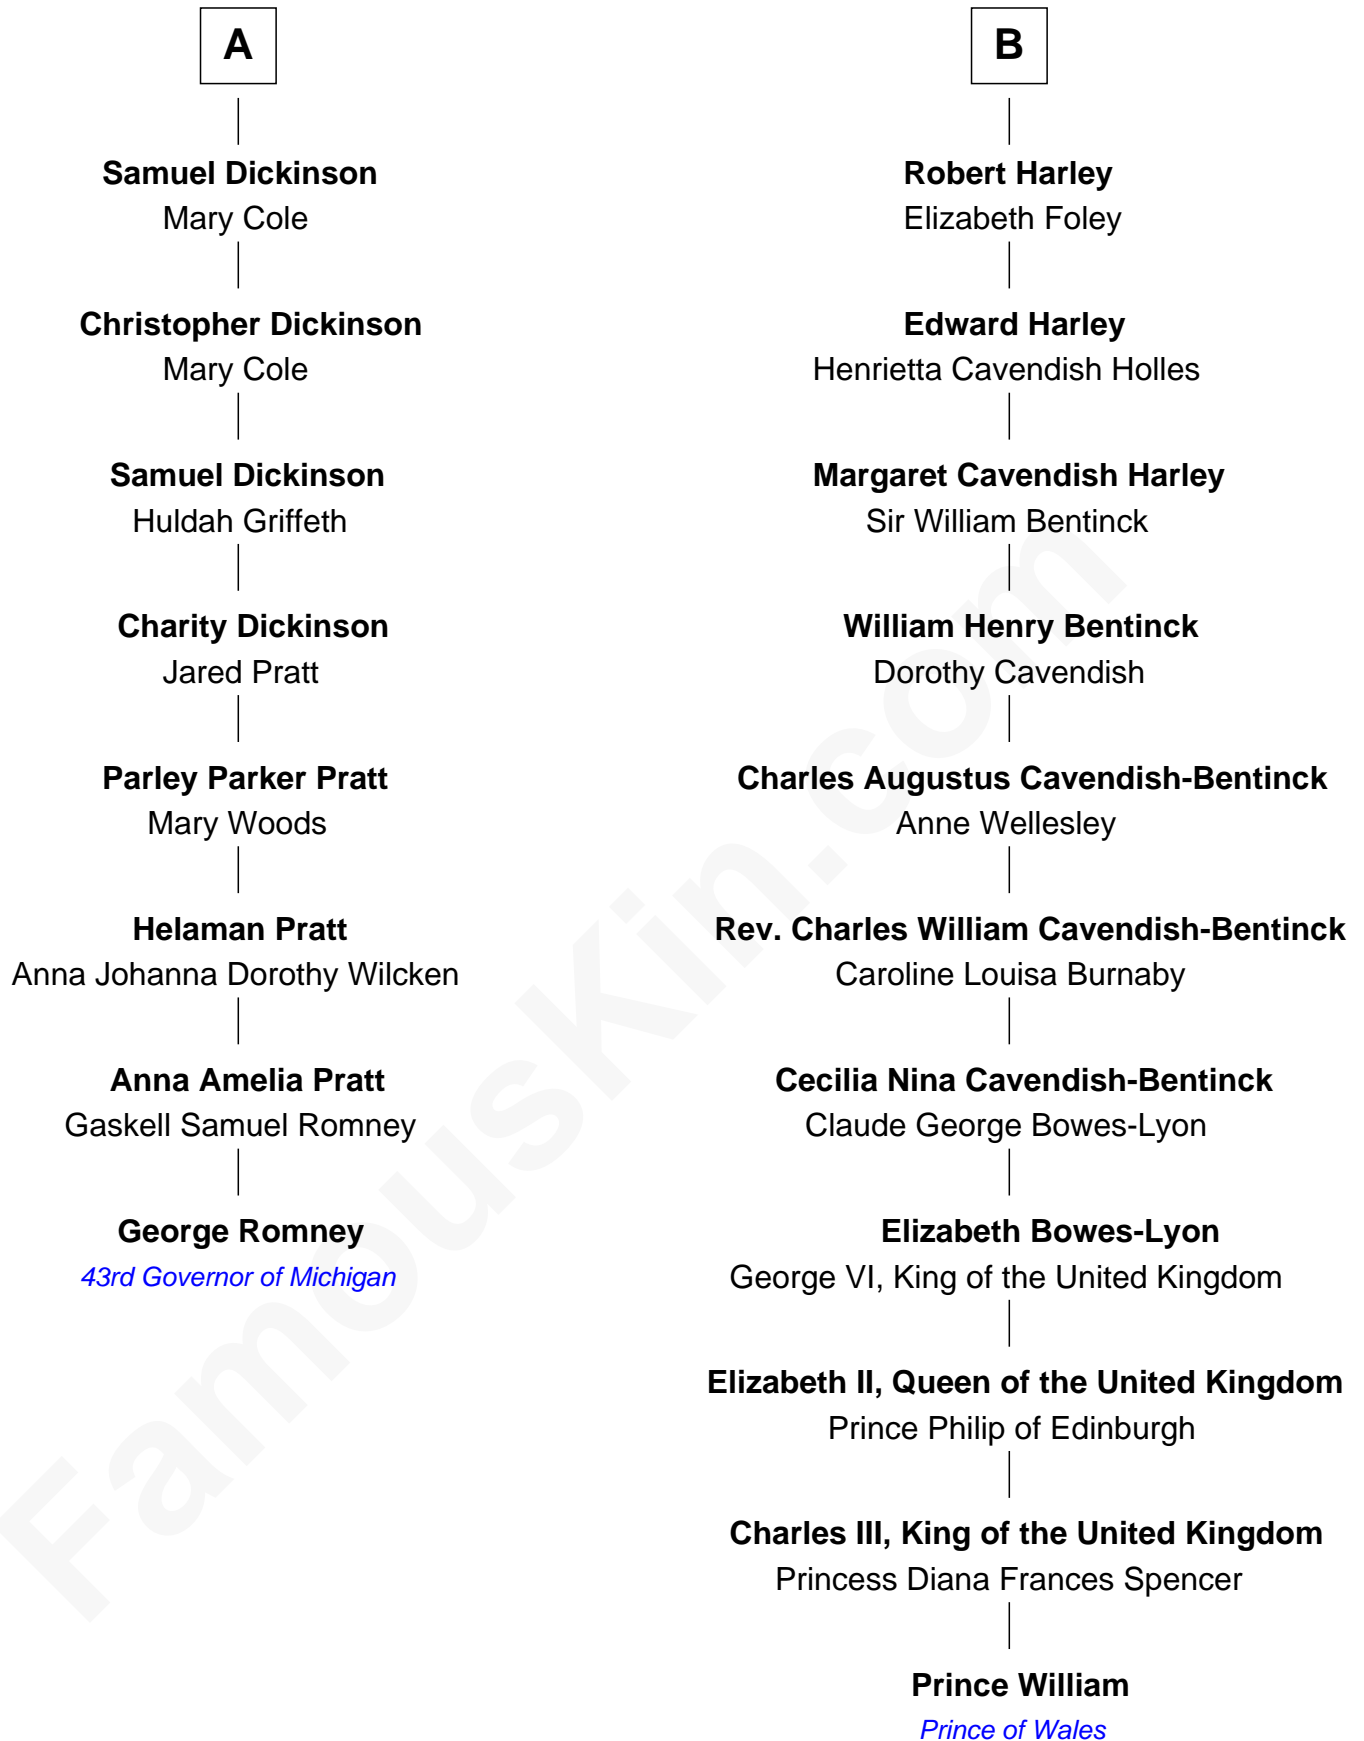 A
Samuel Dickinson
Mary Cole
Christopher Dickinson
Mary Cole
Samuel Dickinson
Huldah Griffeth
Charity Dickinson
Jared Pratt
Parley Parker Pratt
Mary Woods
Helaman Pratt
Anna Johanna Dorothy Wilcken
Anna Amelia Pratt
Gaskell Samuel Romney
George Romney
43rd Governor of Michigan
B
Robert Harley
Elizabeth Foley
Edward Harley
Henrietta Cavendish Holles
Margaret Cavendish Harley
Sir William Bentinck
William Henry Bentinck
Dorothy Cavendish
Charles Augustus Cavendish-Bentinck
Anne Wellesley
Rev. Charles William Cavendish-Bentinck
Caroline Louisa Burnaby
Cecilia Nina Cavendish-Bentinck
Claude George Bowes-Lyon
Elizabeth Bowes-Lyon
George VI, King of the United Kingdom
Elizabeth II, Queen of the United Kingdom
Prince Philip of Edinburgh
Charles III, King of the United Kingdom
Princess Diana Frances Spencer
Prince William
Prince of Wales
FamousKin.com